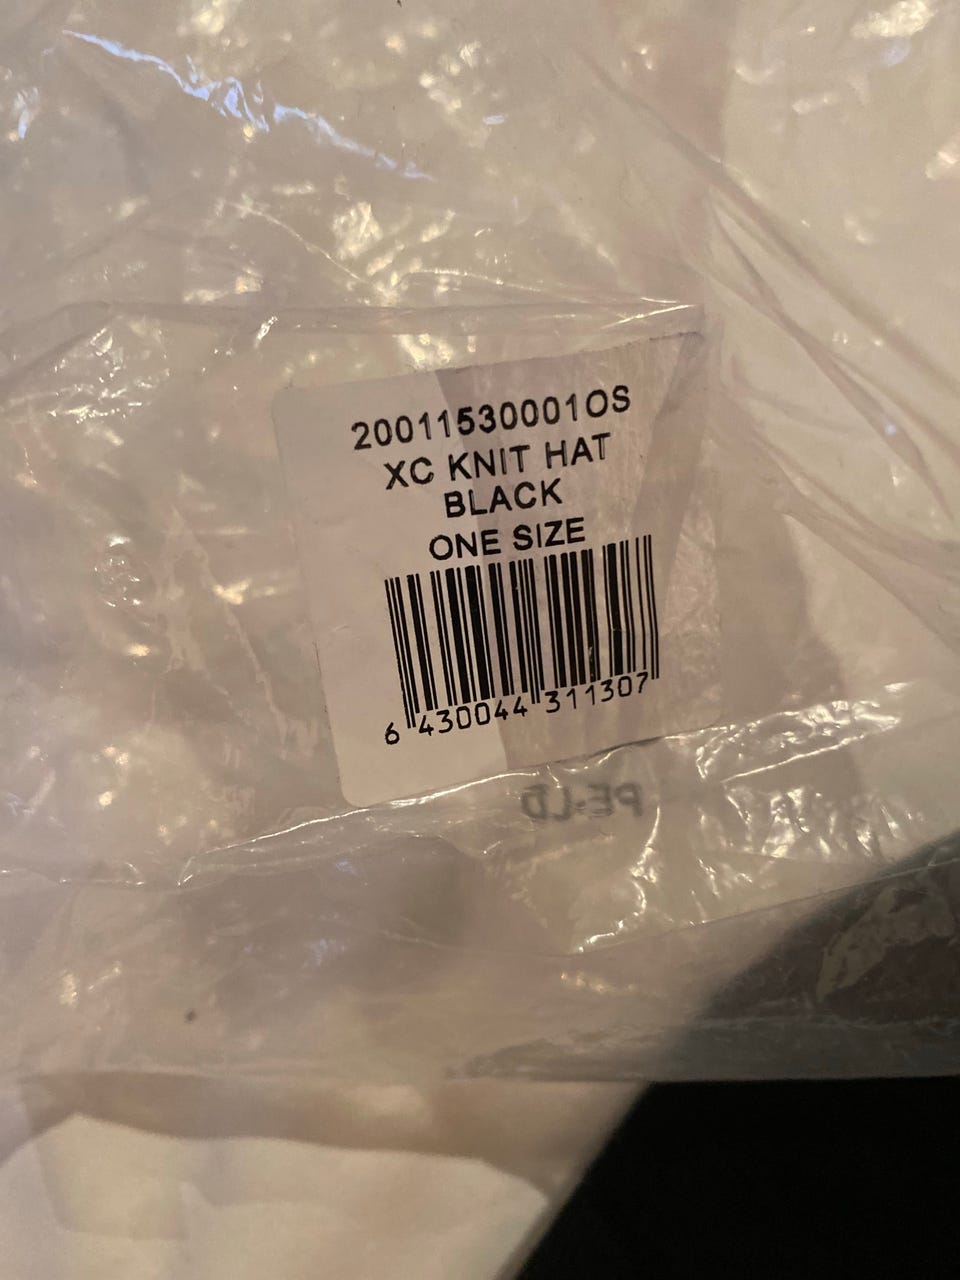 20011530001OS
XC KNIT HAT
BLACK
ONE SIZE
6 430044 311307
PE-LD